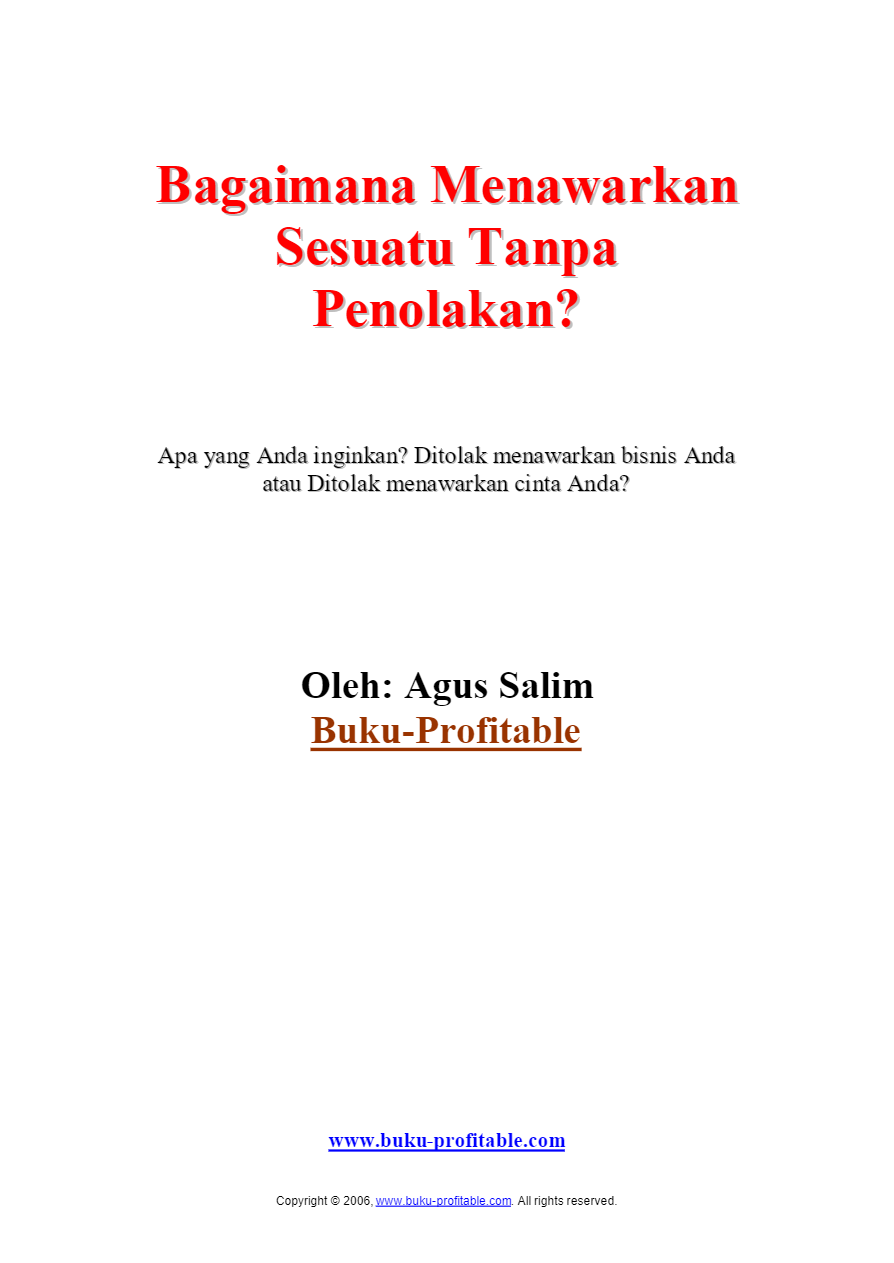 Bagaimana Menawarkan
Sesuatu Tanpa
Penolakan?
Apa yang Anda inginkan? Ditolak menawarkan bisnis Anda
atau Ditolak menawarkan cinta Anda?
Oleh: Agus Salim
Buku-Profitable
www.buku-profitable.com
Copyright © 2006, www.buku-profitable.com. All rights reserved.